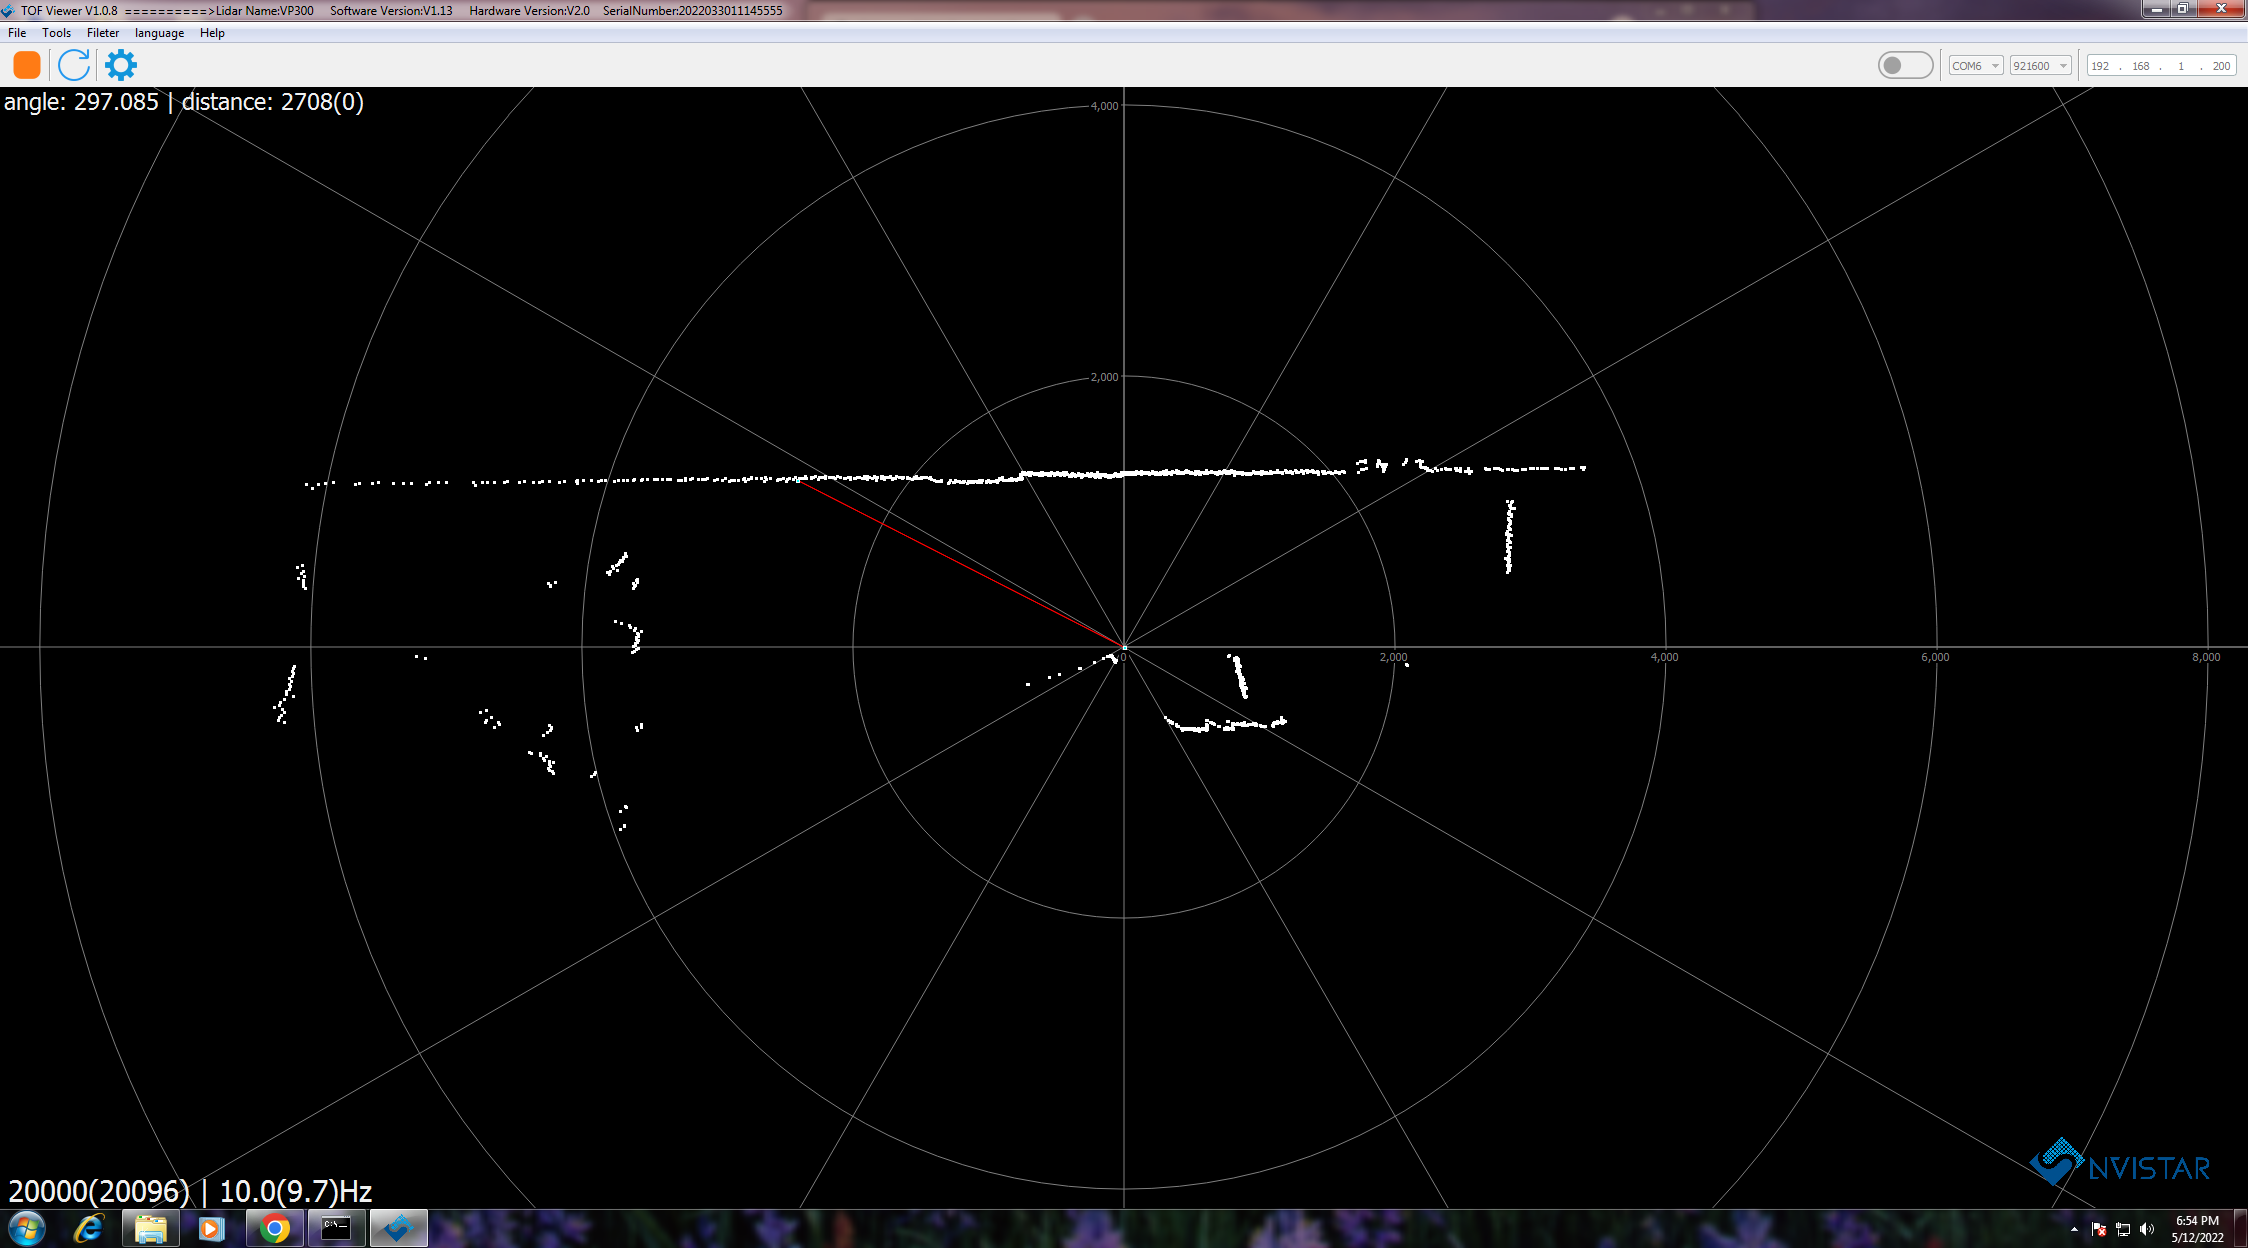 TOF Viewer V1.0.8 ==========>Lidar Name:VP300 Software Version:V1.13 Hardware Version:V2.0 SerialNumber:2022033011145555
File Tools Fileter language Help
COM6 921600 192 . 168 . 1 . 200
angle: 297.085 | distance: 2708(0)
4,000
2,000
0 2,000 4,000 6,000 8,000
NVISTAR
20000(20096) | 10.0(9.7)Hz
C:\_
6:54 PM
5/12/2022